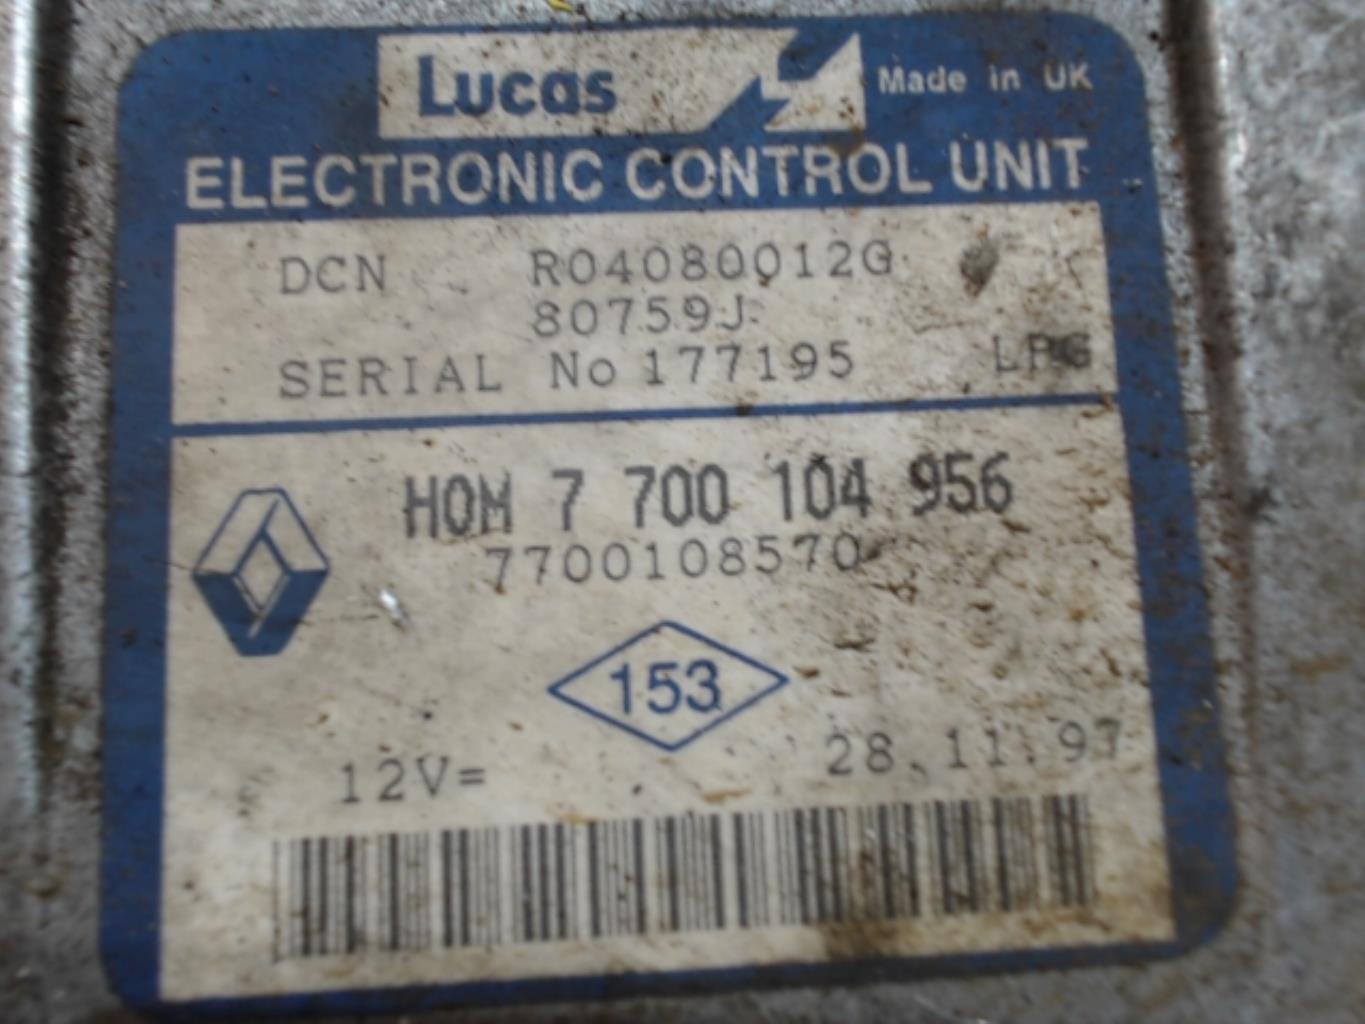 Lucas Made in UK
ELECTRONIC CONTROL UNIT
DCN R04080012G
80759J
SERIAL No 177195
HOM 7 700 104 956
7700108570
153
12V= 28.11.97